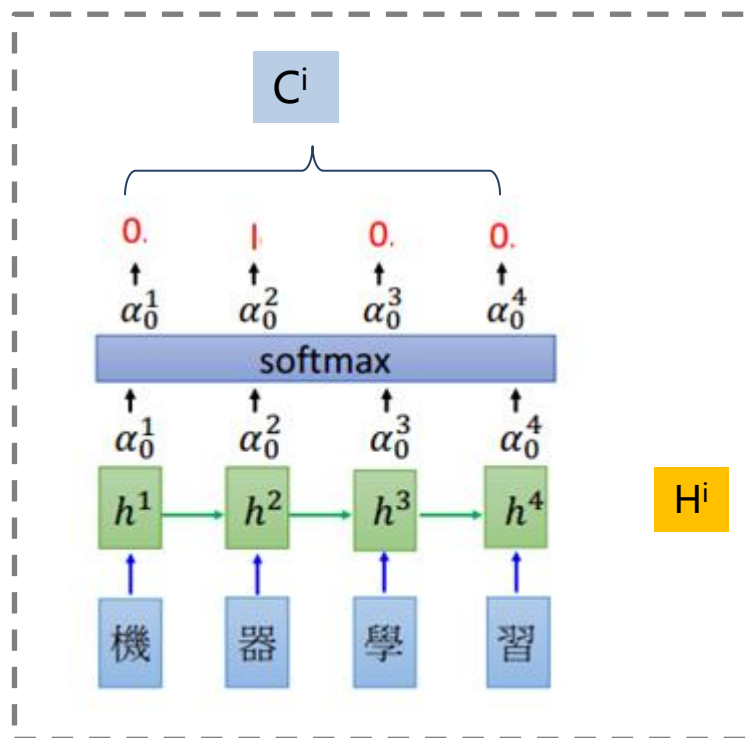 Cⁱ
0. 1. 0. 0.
α₀¹ α₀² α₀³ α₀⁴
softmax
α₀¹ α₀² α₀³ α₀⁴
h¹ h² h³ h⁴
Hⁱ
機 器 學 習